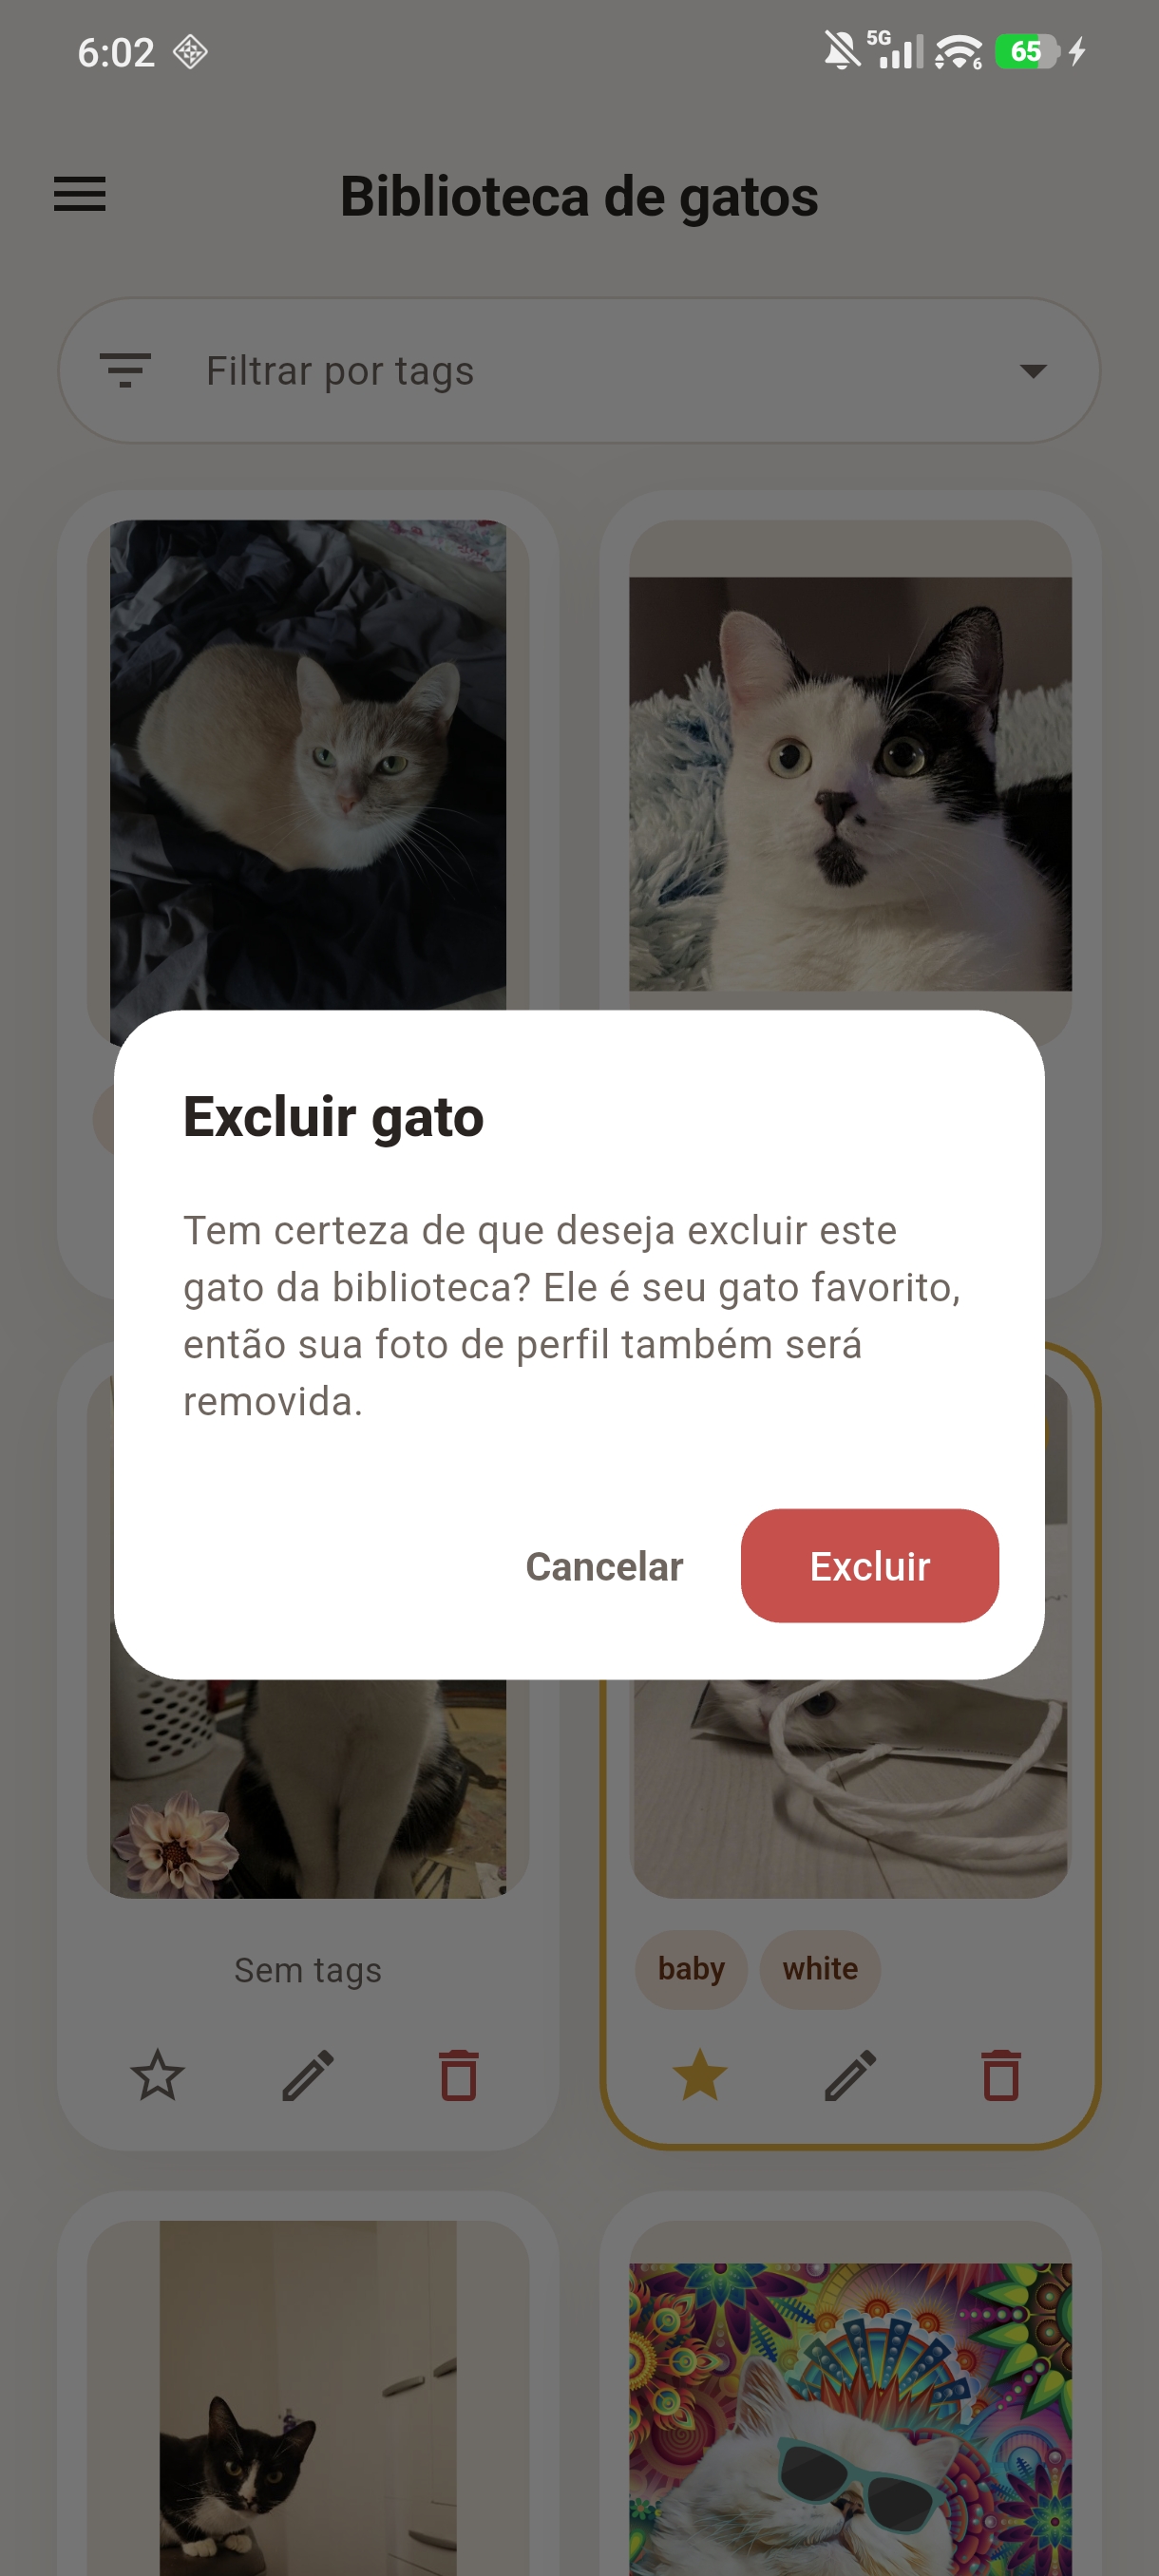 6:02
5G
6
65
Biblioteca de gatos
Filtrar por tags
Excluir gato
Tem certeza de que deseja excluir este
gato da biblioteca? Ele é seu gato favorito,
então sua foto de perfil também será
removida.
Cancelar
Excluir
Sem tags
baby
white